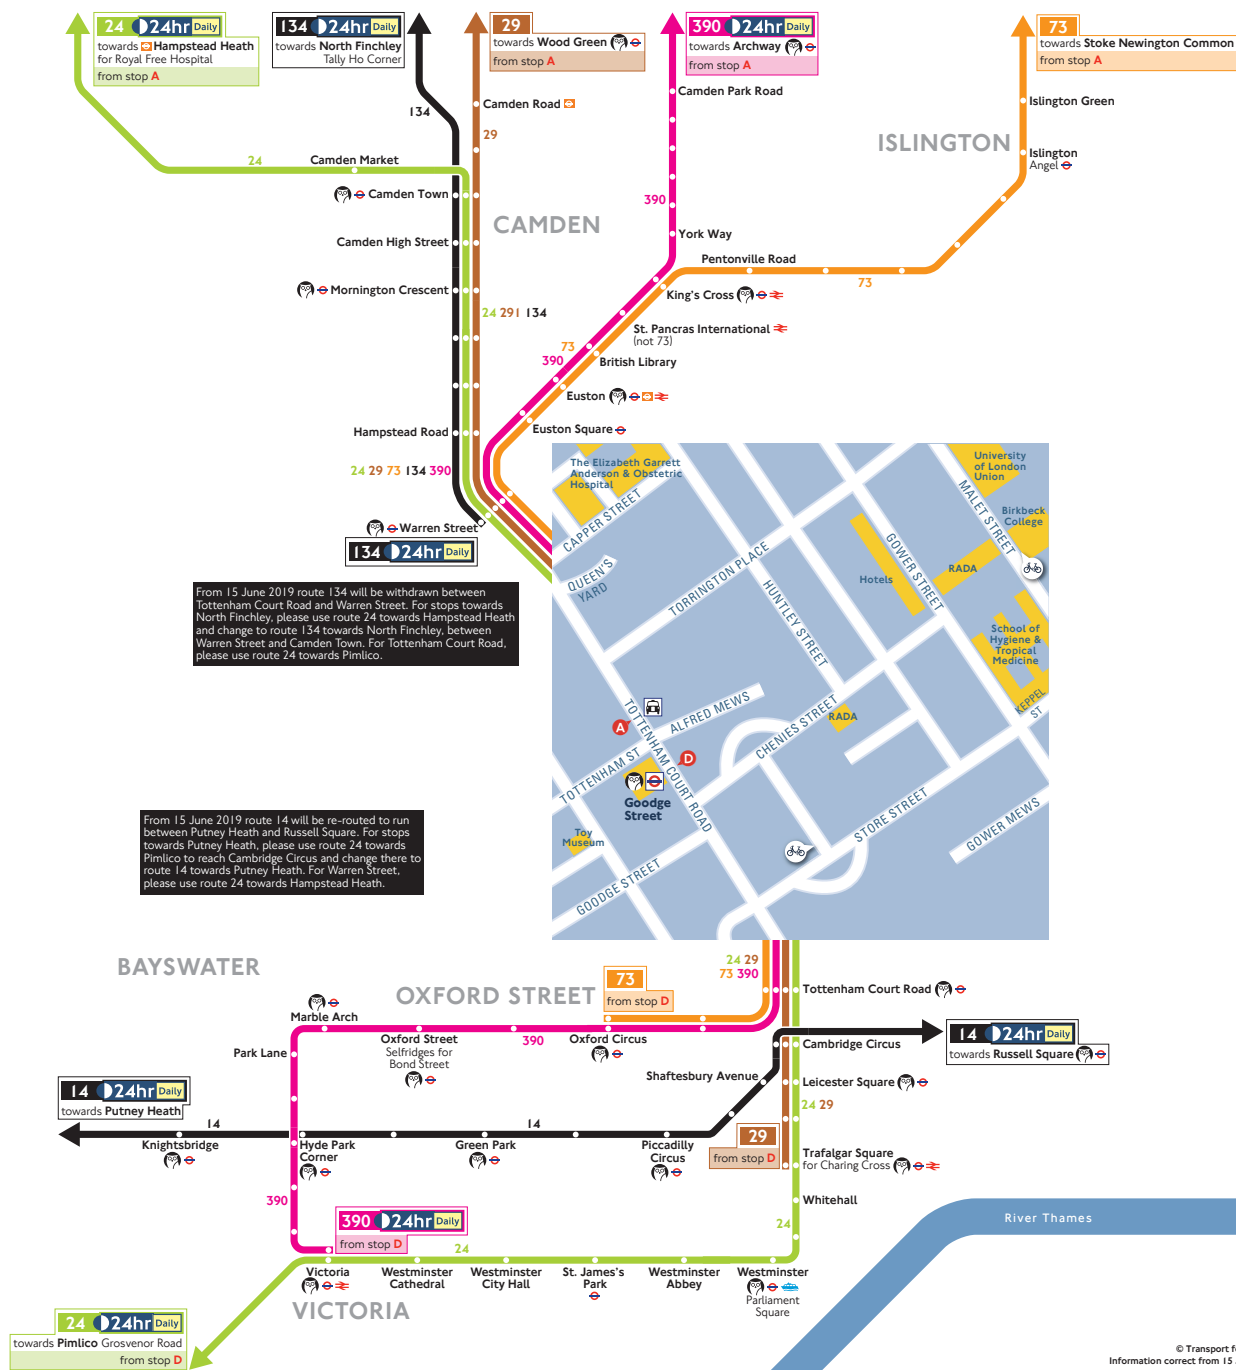 24 24hr Daily
towards Hampstead Heath
for Royal Free Hospital
from stop A
134 24hr Daily
towards North Finchley
Tally Ho Corner
29
towards Wood Green
from stop A
390 24hr Daily
towards Archway
from stop A
73
towards Stoke Newington Common
from stop A
Camden Park Road
Islington Green
Camden Road
134
29
ISLINGTON
Islington
Angel
24
Camden Market
Camden Town
390
CAMDEN
York Way
Camden High Street
Pentonville Road
73
Mornington Crescent
King's Cross
24 291 134
St. Pancras International
(not 73)
73
390
British Library
Euston
Hampstead Road
Euston Square
24 29 73 134 390
Warren Street
134 24hr Daily
The Elizabeth Garrett
Anderson & Obstetric
Hospital
University
of London
Union
Birkbeck
College
MALET STREET
CAPPER STREET
QUEEN'S
YARD
TORRINGTON PLACE
HUNTLEY STREET
GOWER STREET
Hotels
RADA
School of
Hygiene &
Tropical
Medicine
KEPPEL
ST
From 15 June 2019 route 134 will be withdrawn between
Tottenham Court Road and Warren Street. For stops towards
North Finchley, please use route 24 towards Hampstead Heath
and change to route 134 towards North Finchley, between
Warren Street and Camden Town. For Tottenham Court Road,
please use route 24 towards Pimlico.
TOTTENHAM COURT ROAD
ALFRED MEWS
A
D
RADA
CHENIES STREET
TOTTENHAM ST
Goodge
Street
Toy
Museum
STORE STREET
GOWER MEWS
GOODGE STREET
From 15 June 2019 route 14 will be re-routed to run
between Putney Heath and Russell Square. For stops
towards Putney Heath, please use route 24 towards
Pimlico to reach Cambridge Circus and change there to
route 14 towards Putney Heath. For Warren Street,
please use route 24 towards Hampstead Heath.
BAYSWATER
24 29
73 390
73
from stop D
OXFORD STREET
Tottenham Court Road
Marble Arch
Oxford Street
Selfridges for
Bond Street
390
Oxford Circus
Park Lane
Cambridge Circus
14 24hr Daily
towards Russell Square
Shaftesbury Avenue
Leicester Square
24 29
14 24hr Daily
towards Putney Heath
14
14
29
from stop D
Knightsbridge
Hyde Park
Corner
Green Park
Piccadilly
Circus
Trafalgar Square
for Charing Cross
390
Whitehall
390 24hr Daily
from stop D
24
24
River Thames
Victoria
Westminster
Cathedral
Westminster
City Hall
St. James's
Park
Westminster
Abbey
Westminster
Parliament
Square
VICTORIA
24 24hr Daily
towards Pimlico Grosvenor Road
from stop D
© Transport f
Information correct from 15